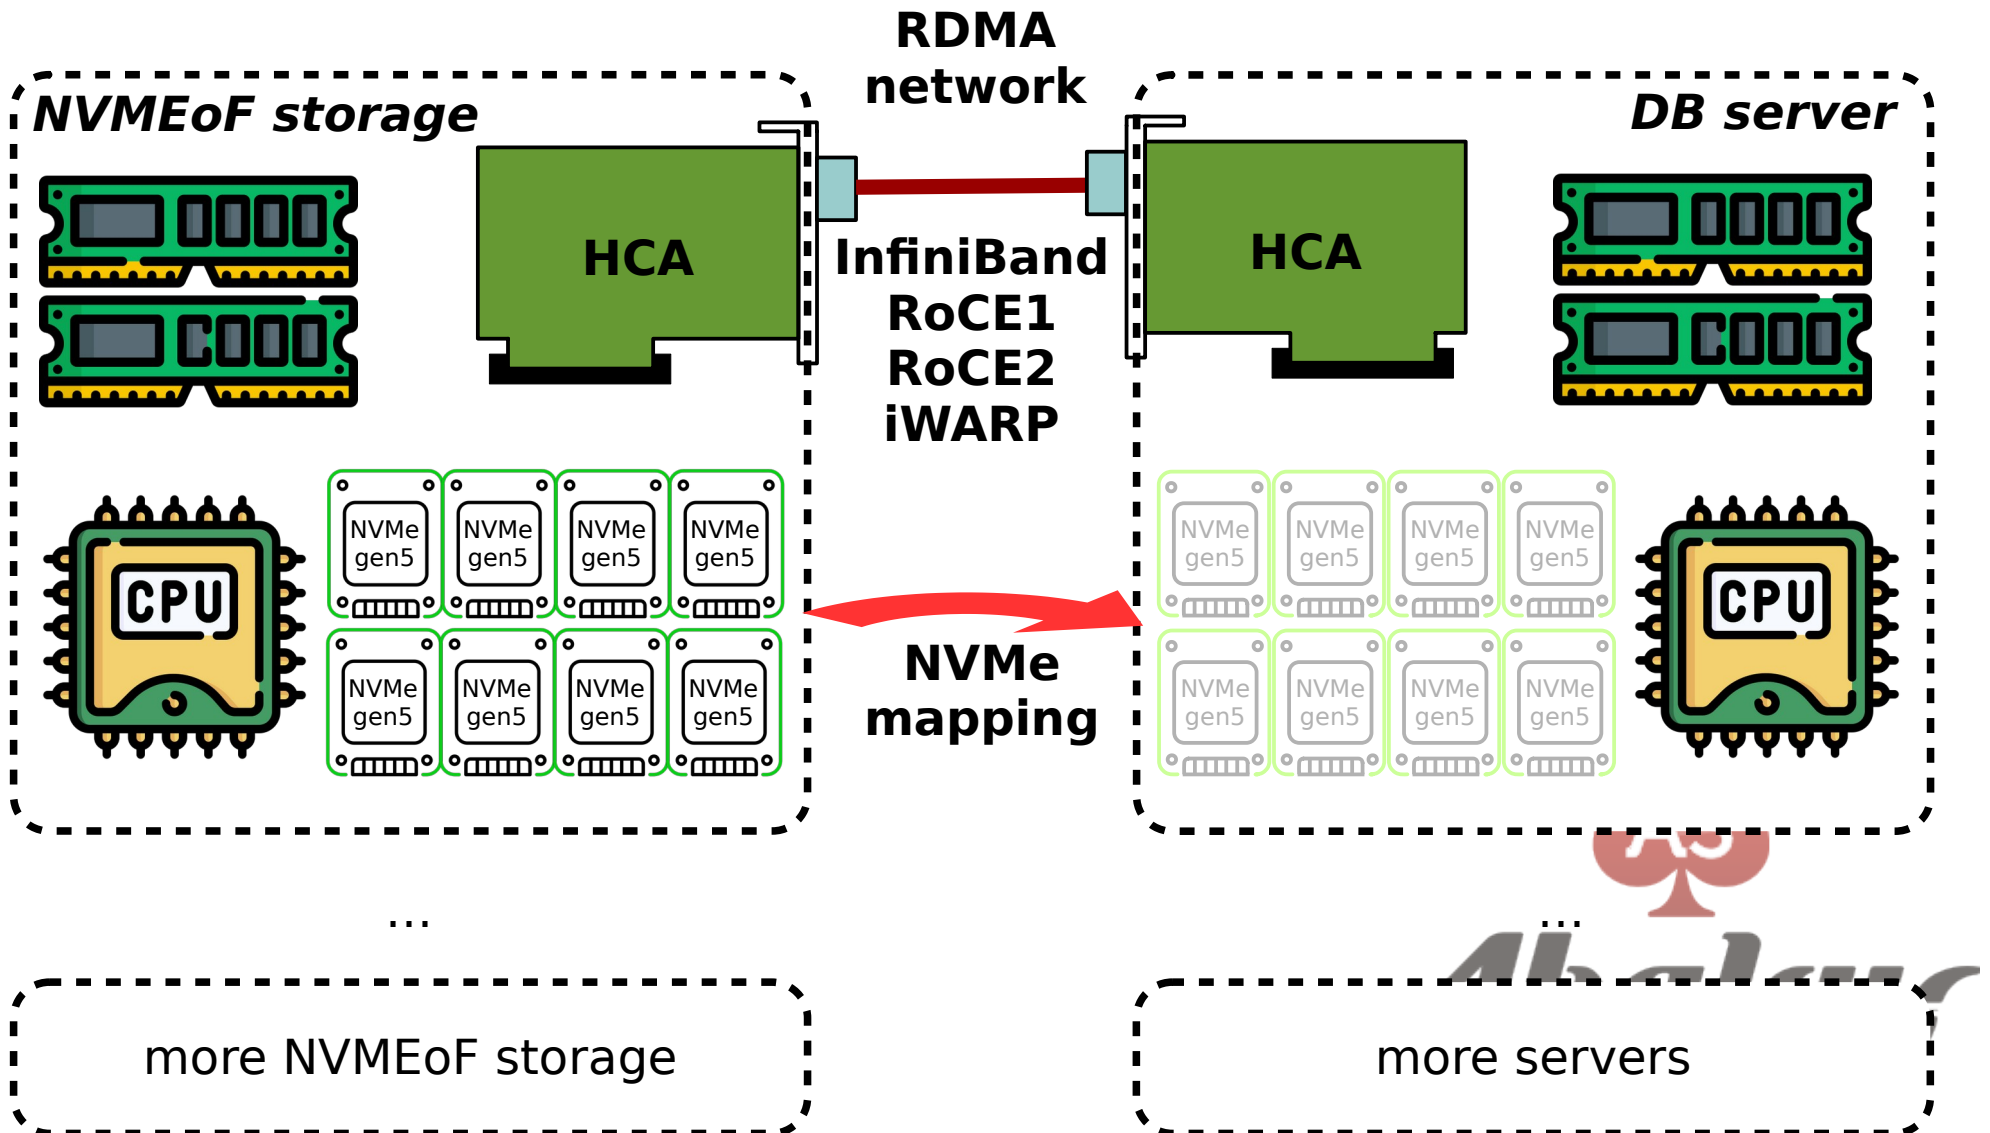 RDMA
network
NVMEoF storage
DB server
HCA
HCA
InfiniBand
RoCE1
RoCE2
iWARP
NVMe
gen5
NVMe
gen5
NVMe
gen5
NVMe
gen5
NVMe
gen5
NVMe
gen5
NVMe
gen5
NVMe
gen5
CPU
CPU
NVMe
mapping
NVMe
gen5
NVMe
gen5
NVMe
gen5
NVMe
gen5
NVMe
gen5
NVMe
gen5
NVMe
gen5
NVMe
gen5
...
...
more NVMEoF storage
more servers